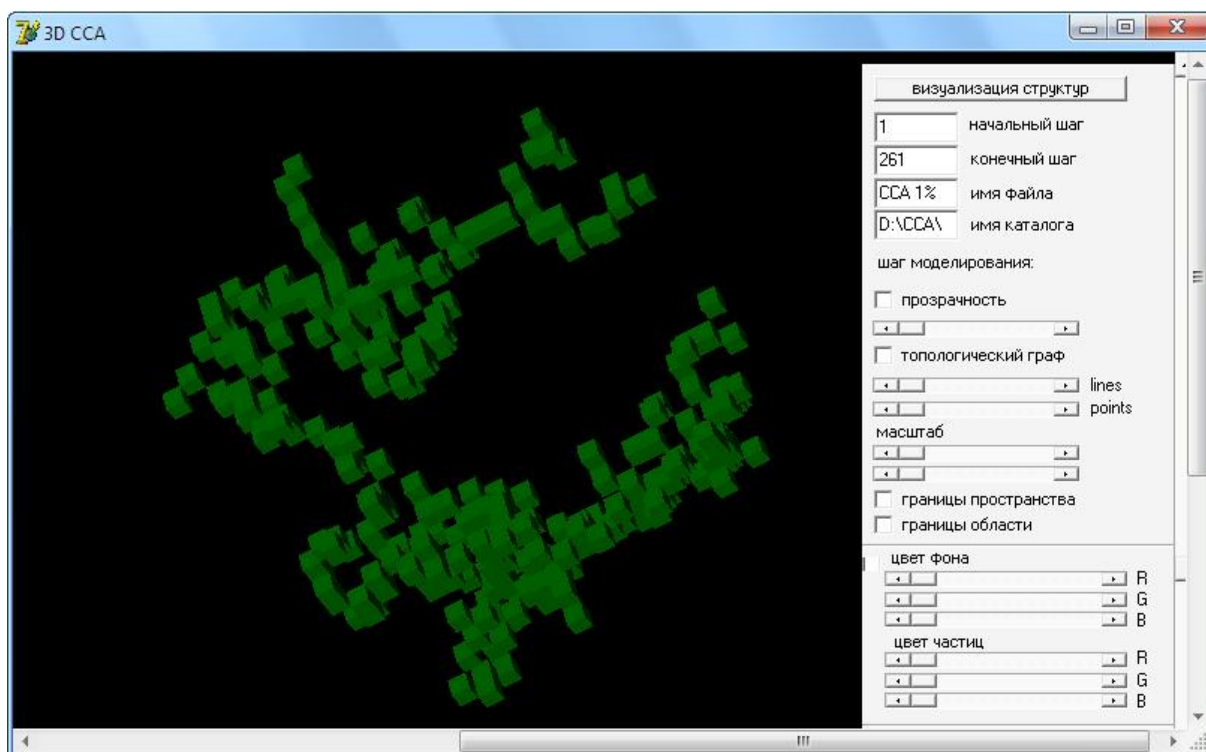 3D CCA
визуализация структур
1 начальный шаг
261 конечный шаг
CCA 1% имя файла
D:\CCA\ имя каталога
шаг моделирования:
прозрачность
топологический граф
lines
points
масштаб
границы пространства
границы области
цвет фона
R
G
B
цвет частиц
R
G
B